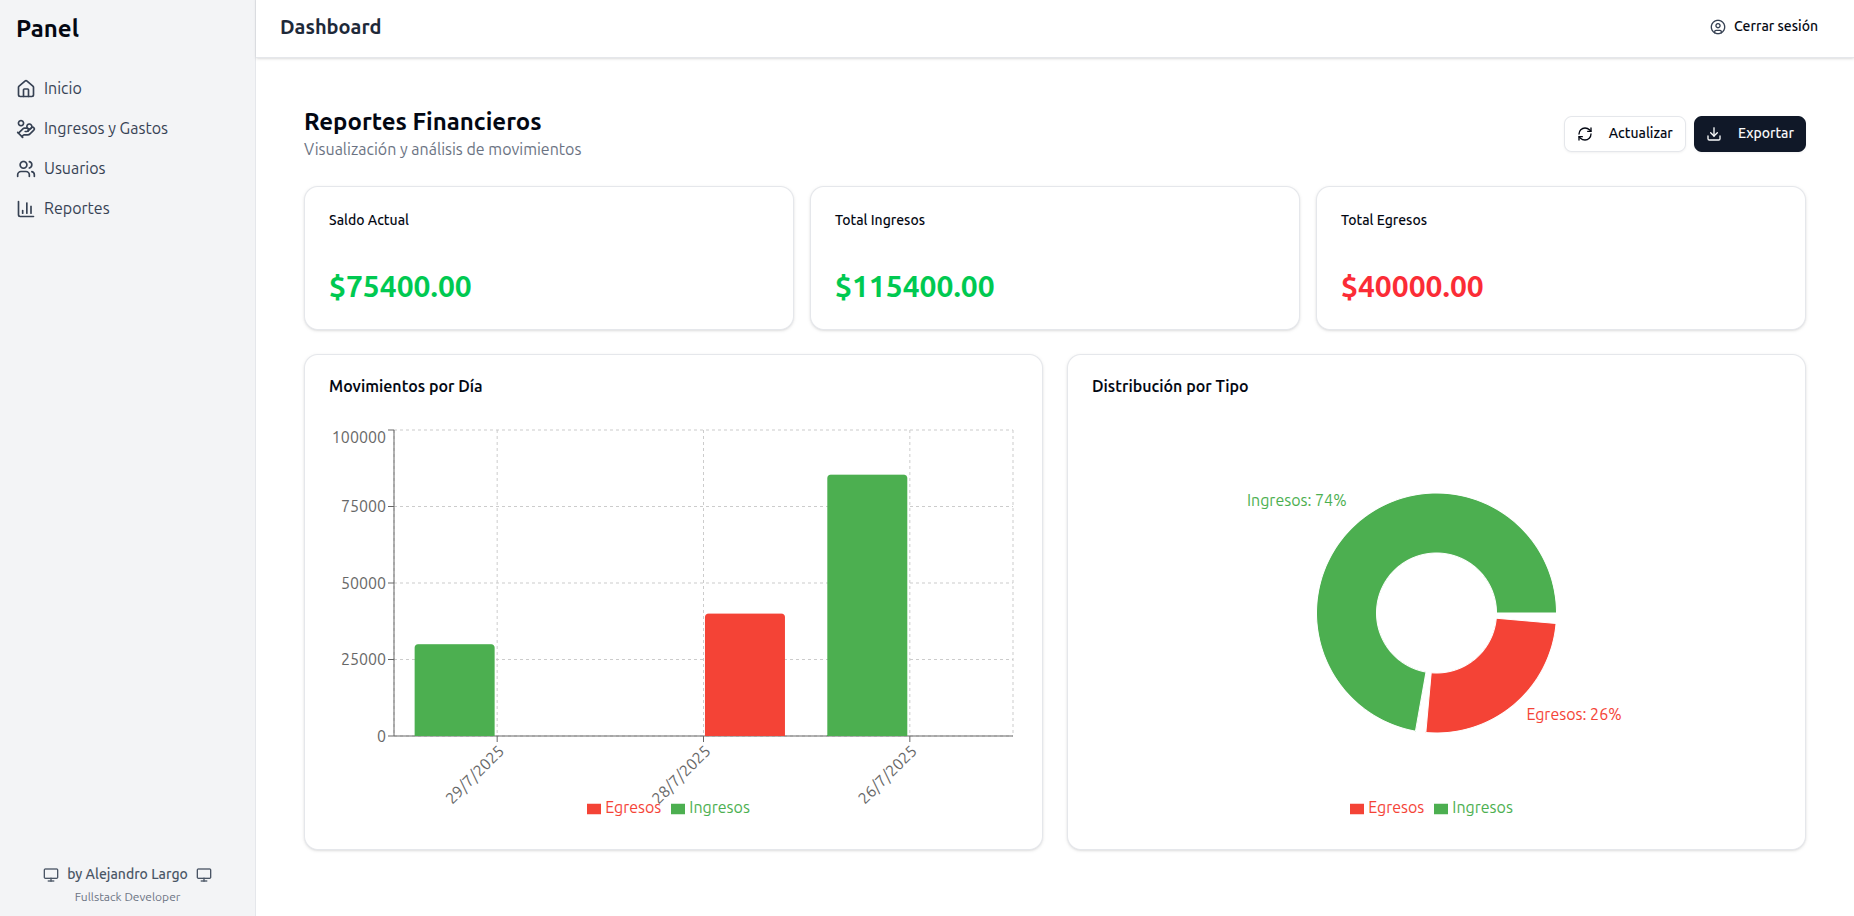 Panel
Inicio
Ingresos y Gastos
Usuarios
Reportes
by Alejandro Largo
Fullstack Developer
Dashboard
Cerrar sesión
Reportes Financieros
Visualización y análisis de movimientos
Actualizar
Exportar
Saldo Actual
$75400.00
Total Ingresos
$115400.00
Total Egresos
$40000.00
Movimientos por Día
100000
75000
50000
25000
0
29/7/2025
28/7/2025
26/7/2025
Egresos
Ingresos
Distribución por Tipo
Ingresos: 74%
Egresos: 26%
Egresos
Ingresos